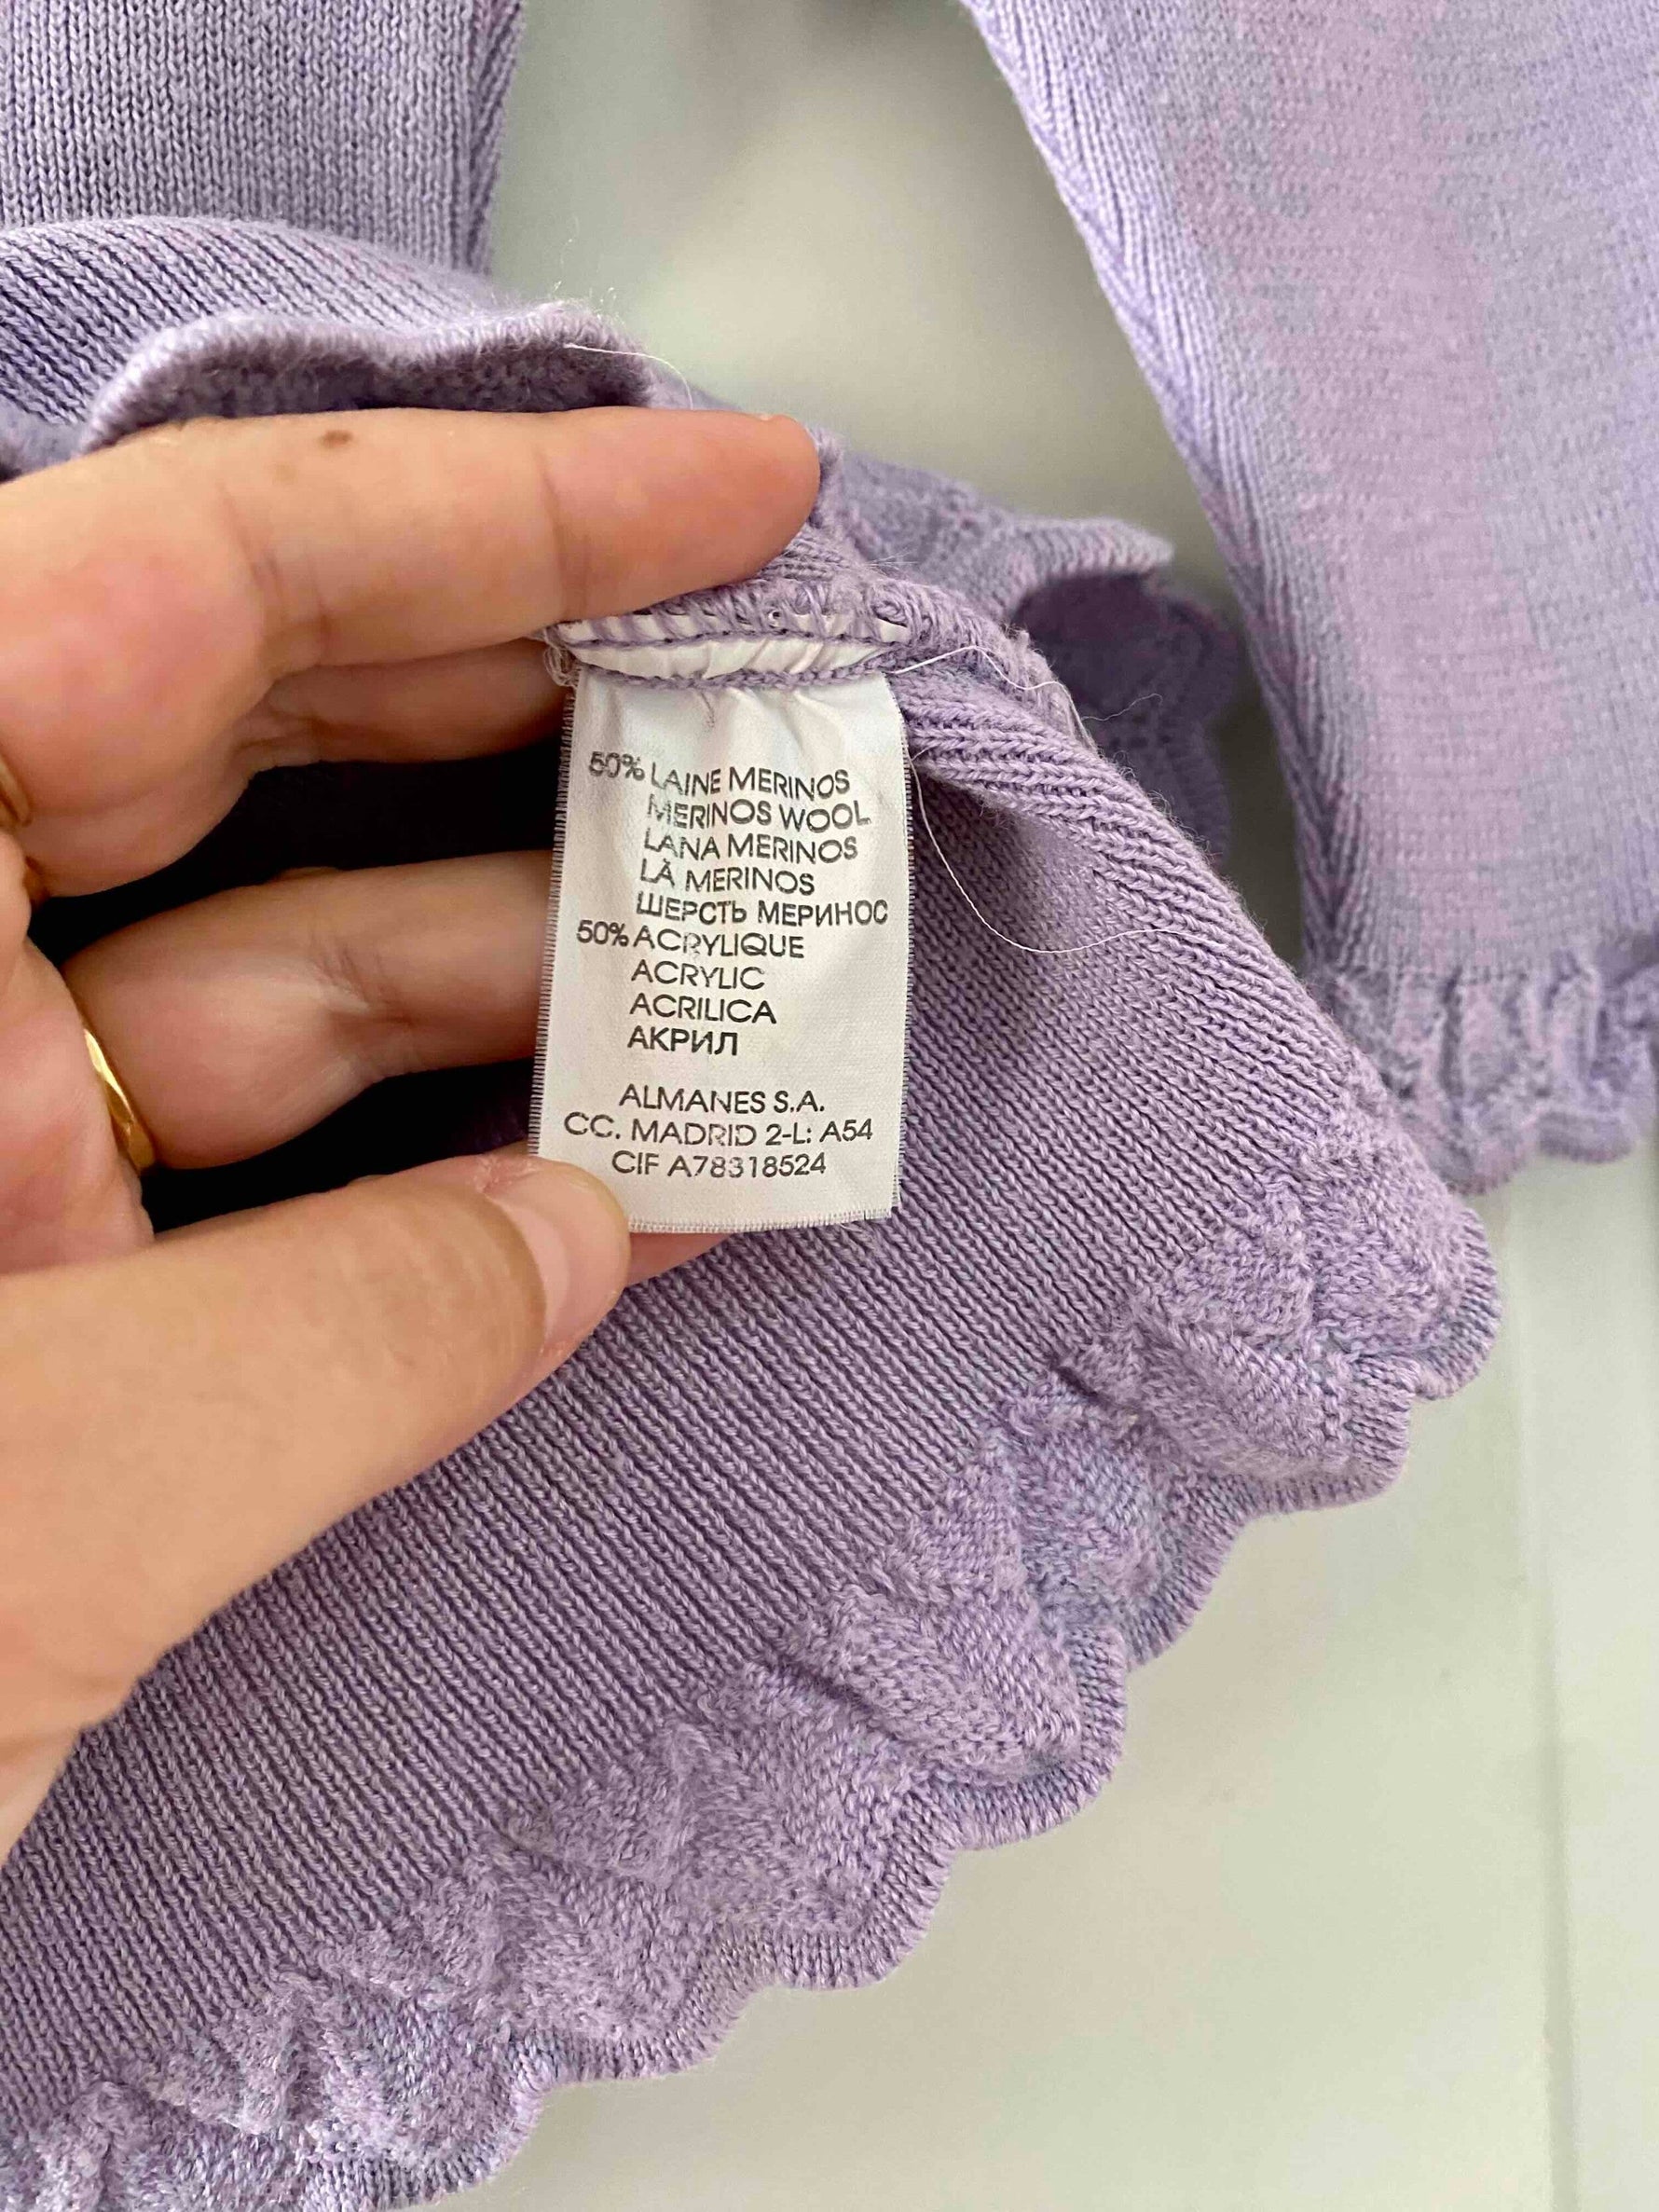 50% LAINE MERINOS
MERINOS WOOL
LANA MERINOS
LÀ MERINOS
ШЕРСТЬ МЕРИНОС
50% ACRYLIQUE
ACRYLIC
ACRILICA
АКРИЛ
ALMANES S.A.
CC. MADRID 2-L: A54
CIF A78318524